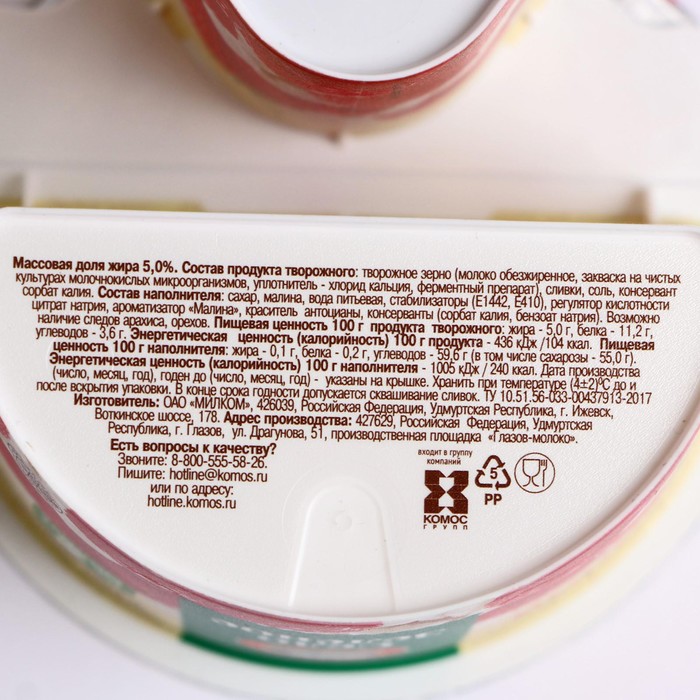 Массовая доля жира 5,0%. Состав продукта творожного: творожное зерно (молоко обезжиренное, закваска на чистых
культурах молочнокислых микроорганизмов, уплотнитель - хлорид кальция, ферментный препарат), сливки, соль, консервант
сорбат калия. Состав наполнителя: сахар, малина, вода питьевая, стабилизаторы (Е1442, Е410), регулятор кислотности
цитрат натрия, ароматизатор «Малина», краситель антоцианы, консерванты (сорбат калия, бензоат натрия). Возможно
наличие следов арахиса, орехов. Пищевая ценность 100 г продукта творожного: жира - 5,0 г, белка - 11,2 г,
углеводов - 3,6 г. Энергетическая ценность (калорийность) 100 г продукта - 436 кДж /104 ккал. Пищевая
ценность 100 г наполнителя: жира - 0,1 г, белка - 0,2 г, углеводов - 59,6 г (в том числе сахарозы - 55,0 г).
Энергетическая ценность (калорийность) 100 г наполнителя - 1005 кДж / 240 ккал. Дата производства
(число, месяц, год), годен до (число, месяц, год) - указаны на крышке. Хранить при температуре (4±2)ºС до и
после вскрытия упаковки. В конце срока годности допускается сквашивание сливок. ТУ 10.51.56-033-00437913-2017
Изготовитель: ОАО «МИЛКОМ», 426039, Российская Федерация, Удмуртская Республика, г. Ижевск,
Воткинское шоссе, 178. Адрес производства: 427629, Российская Федерация, Удмуртская
Республика, г. Глазов, ул. Драгунова, 51, производственная площадка «Глазов-молоко».
Есть вопросы к качеству?
Звоните: 8-800-555-58-26.
Пишите: hotline@komos.ru
или по адресу:
hotline.komos.ru
входит в группу
компаний
КОМОС
ГРУПП
5
PP